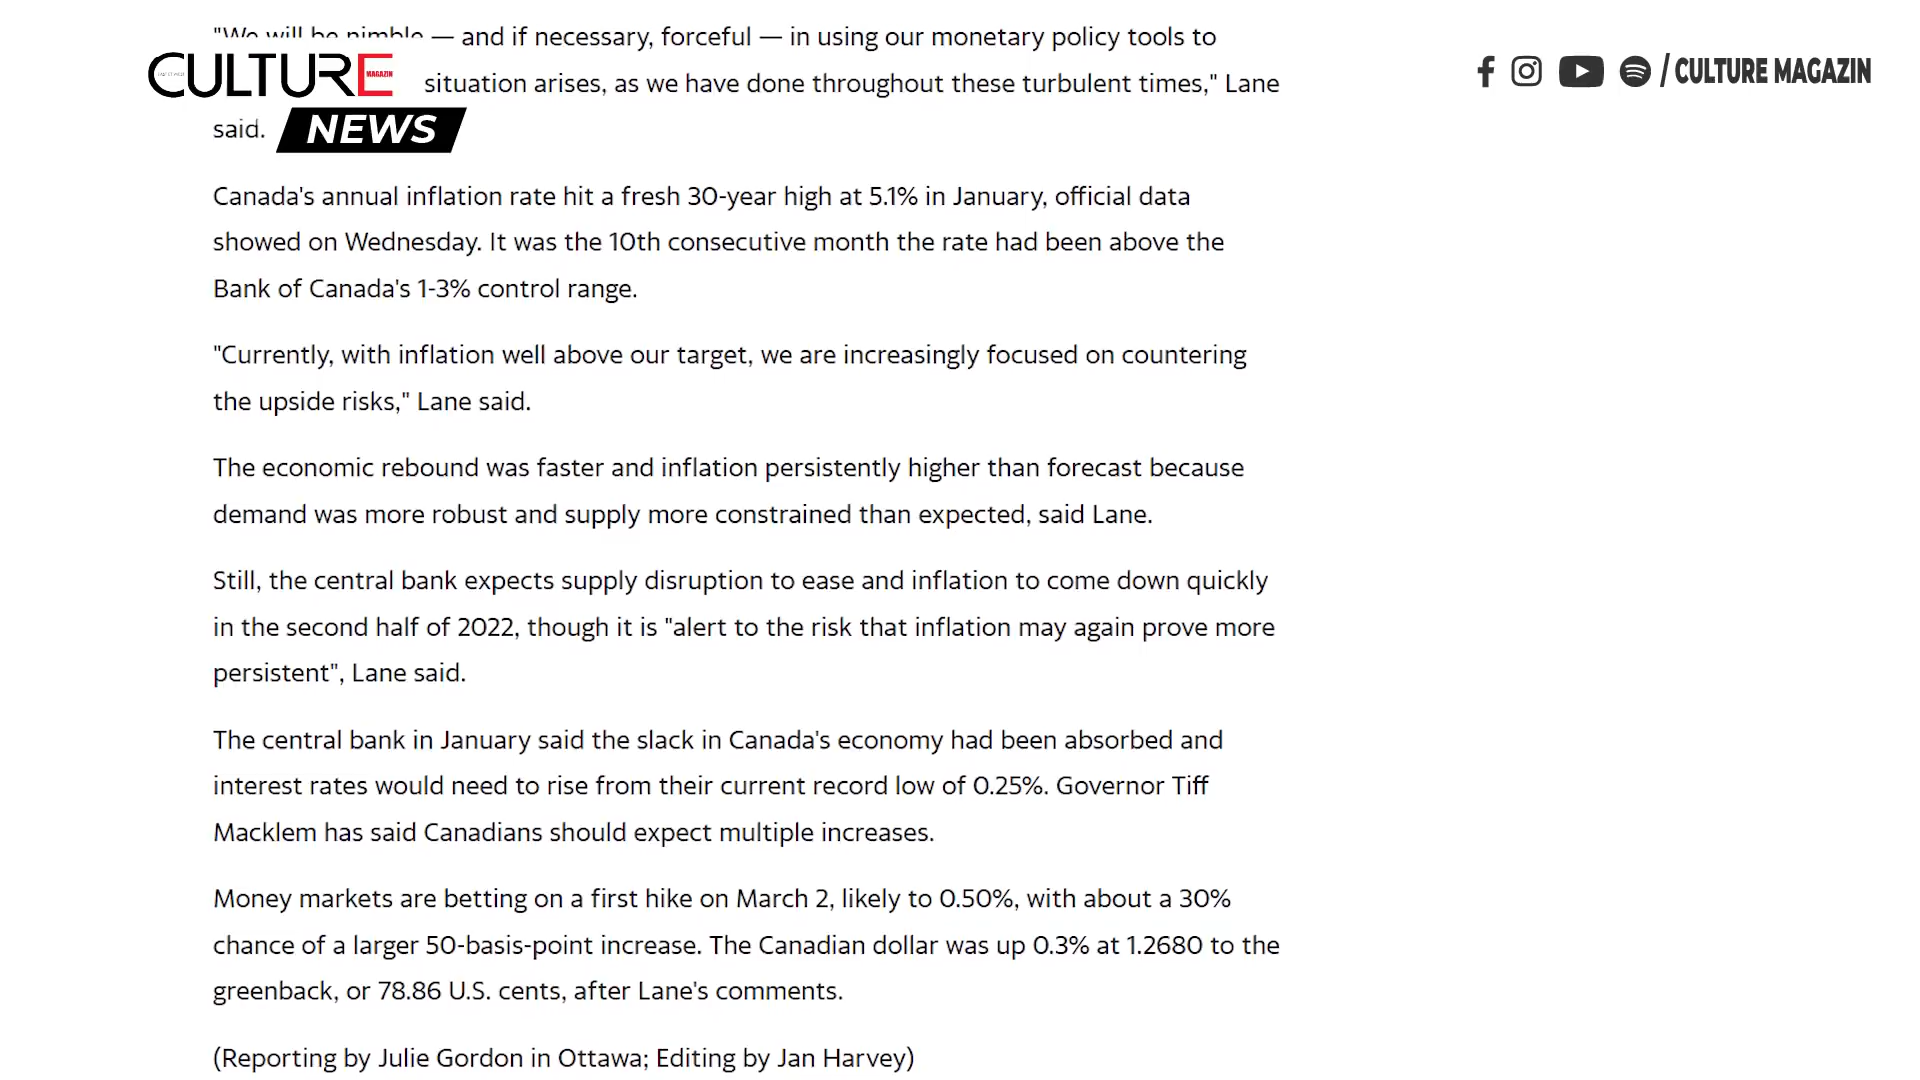 "We will be nimble — and if necessary, forceful — in using our monetary policy tools to
situation arises, as we have done throughout these turbulent times," Lane
said.
CULTURE
MAGAZIN
NEWS
/ CULTURE MAGAZIN
Canada's annual inflation rate hit a fresh 30-year high at 5.1% in January, official data
showed on Wednesday. It was the 10th consecutive month the rate had been above the
Bank of Canada's 1-3% control range.
"Currently, with inflation well above our target, we are increasingly focused on countering
the upside risks," Lane said.
The economic rebound was faster and inflation persistently higher than forecast because
demand was more robust and supply more constrained than expected, said Lane.
Still, the central bank expects supply disruption to ease and inflation to come down quickly
in the second half of 2022, though it is "alert to the risk that inflation may again prove more
persistent", Lane said.
The central bank in January said the slack in Canada's economy had been absorbed and
interest rates would need to rise from their current record low of 0.25%. Governor Tiff
Macklem has said Canadians should expect multiple increases.
Money markets are betting on a first hike on March 2, likely to 0.50%, with about a 30%
chance of a larger 50-basis-point increase. The Canadian dollar was up 0.3% at 1.2680 to the
greenback, or 78.86 U.S. cents, after Lane's comments.
(Reporting by Julie Gordon in Ottawa; Editing by Jan Harvey)